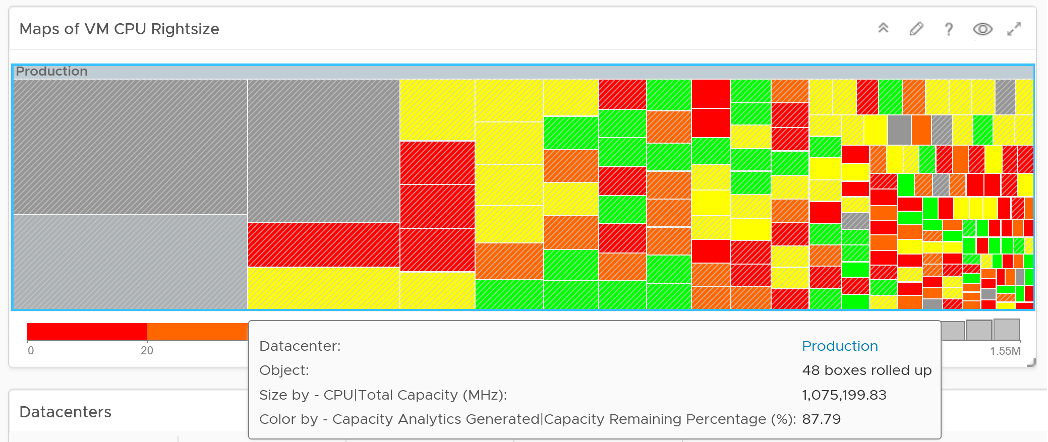 Maps of VM CPU Rightsize
?
Production
0
20
1.55M
Datacenter: Production
Object: 48 boxes rolled up
Size by - CPU|Total Capacity (MHz): 1,075,199.83
Color by - Capacity Analytics Generated|Capacity Remaining Percentage (%): 87.79
Datacenters